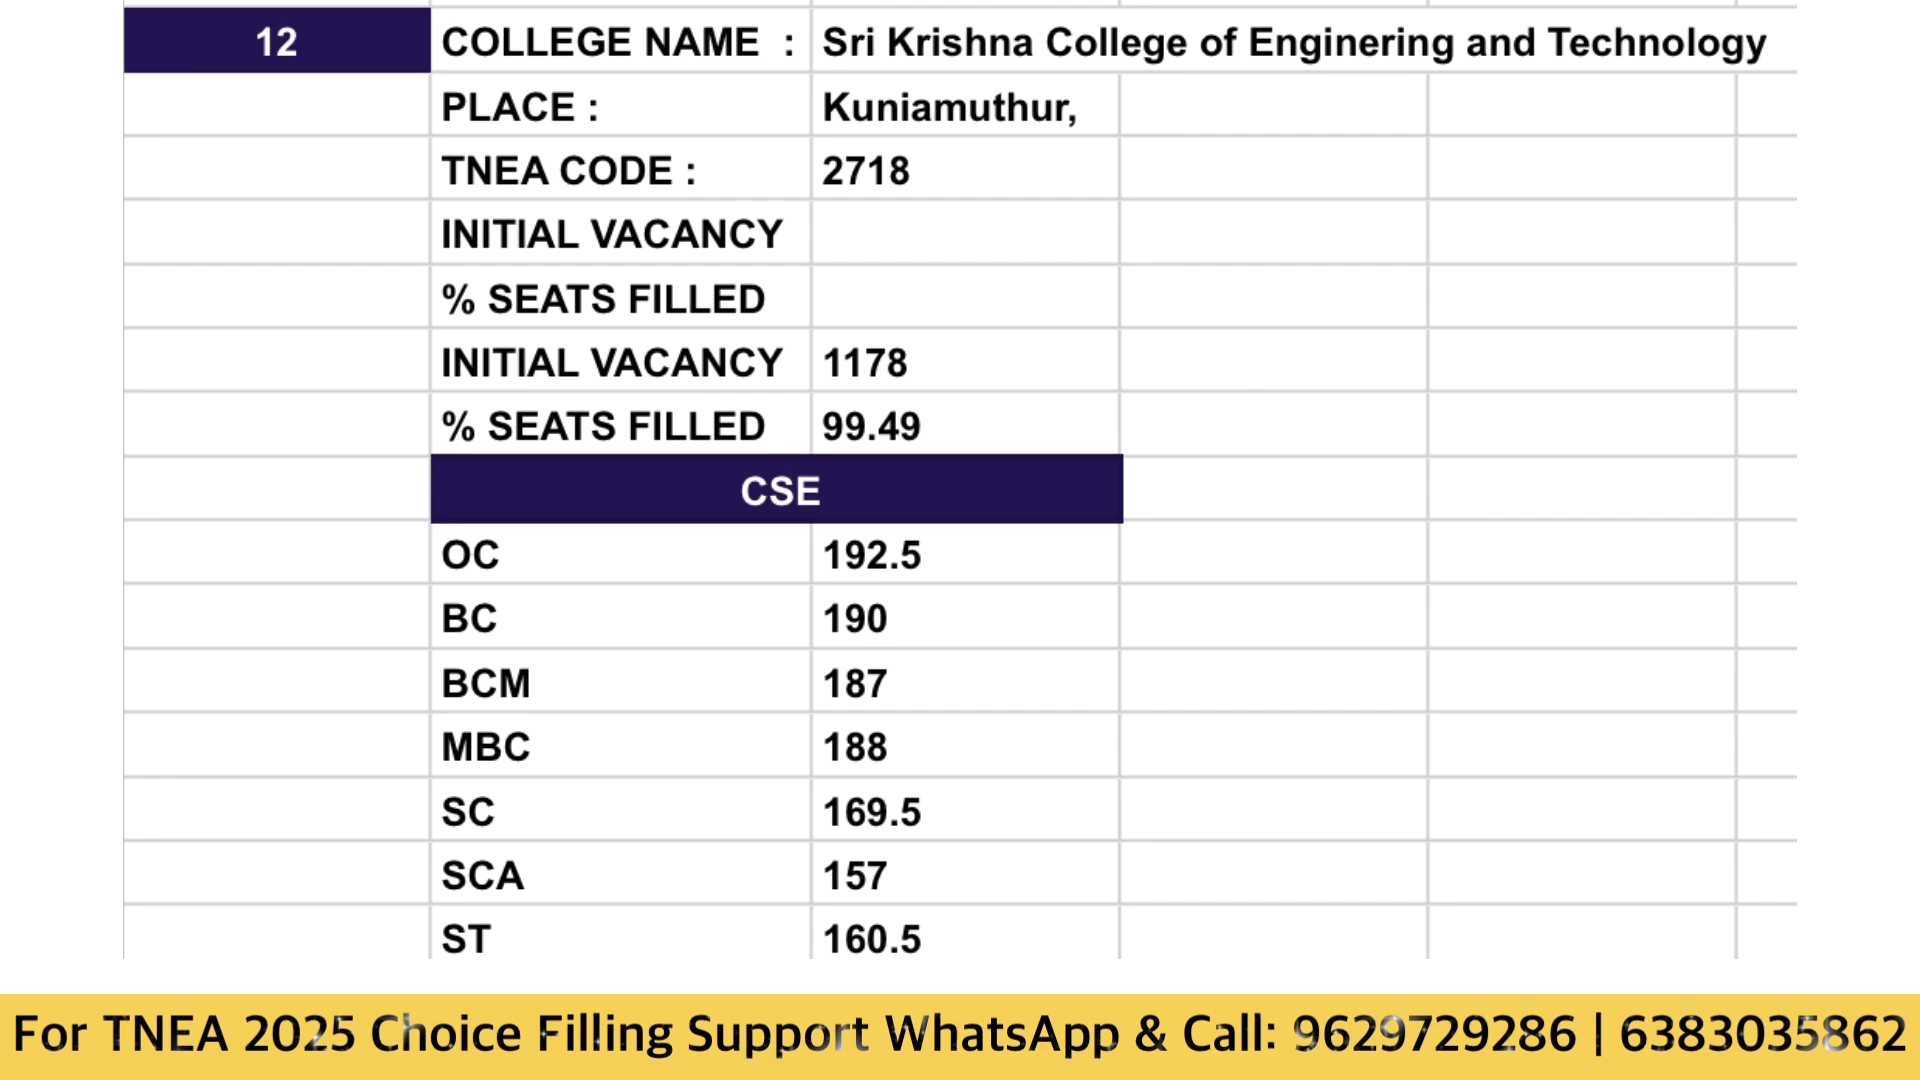 12 COLLEGE NAME : Sri Krishna College of Enginering and Technology
PLACE : Kuniamuthur,
TNEA CODE : 2718
INITIAL VACANCY
% SEATS FILLED
INITIAL VACANCY 1178
% SEATS FILLED 99.49
CSE
OC 192.5
BC 190
BCM 187
MBC 188
SC 169.5
SCA 157
ST 160.5
For TNEA 2025 Choice Filling Support WhatsApp & Call: 9629729286 | 6383035862